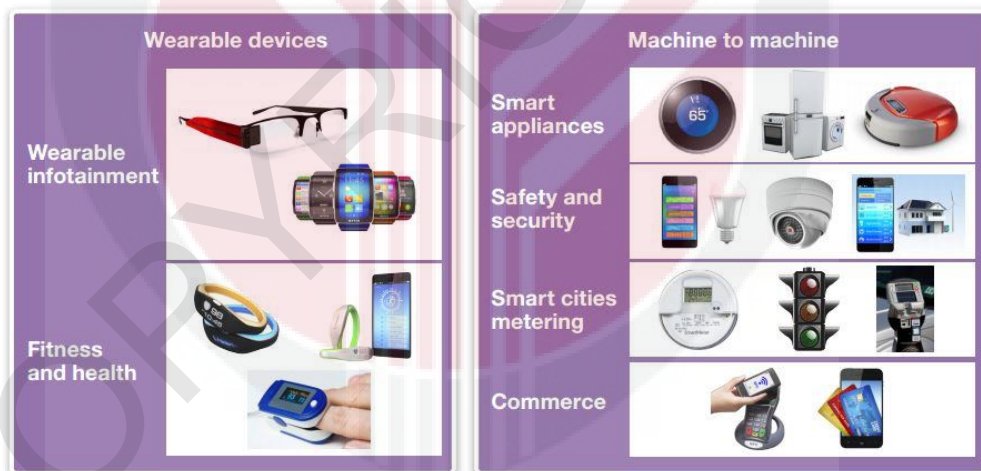 Wearable devices
Wearable
infotainment
Fitness
and health
Machine to machine
Smart
appliances
65
Safety and
security
Smart cities
metering
Commerce